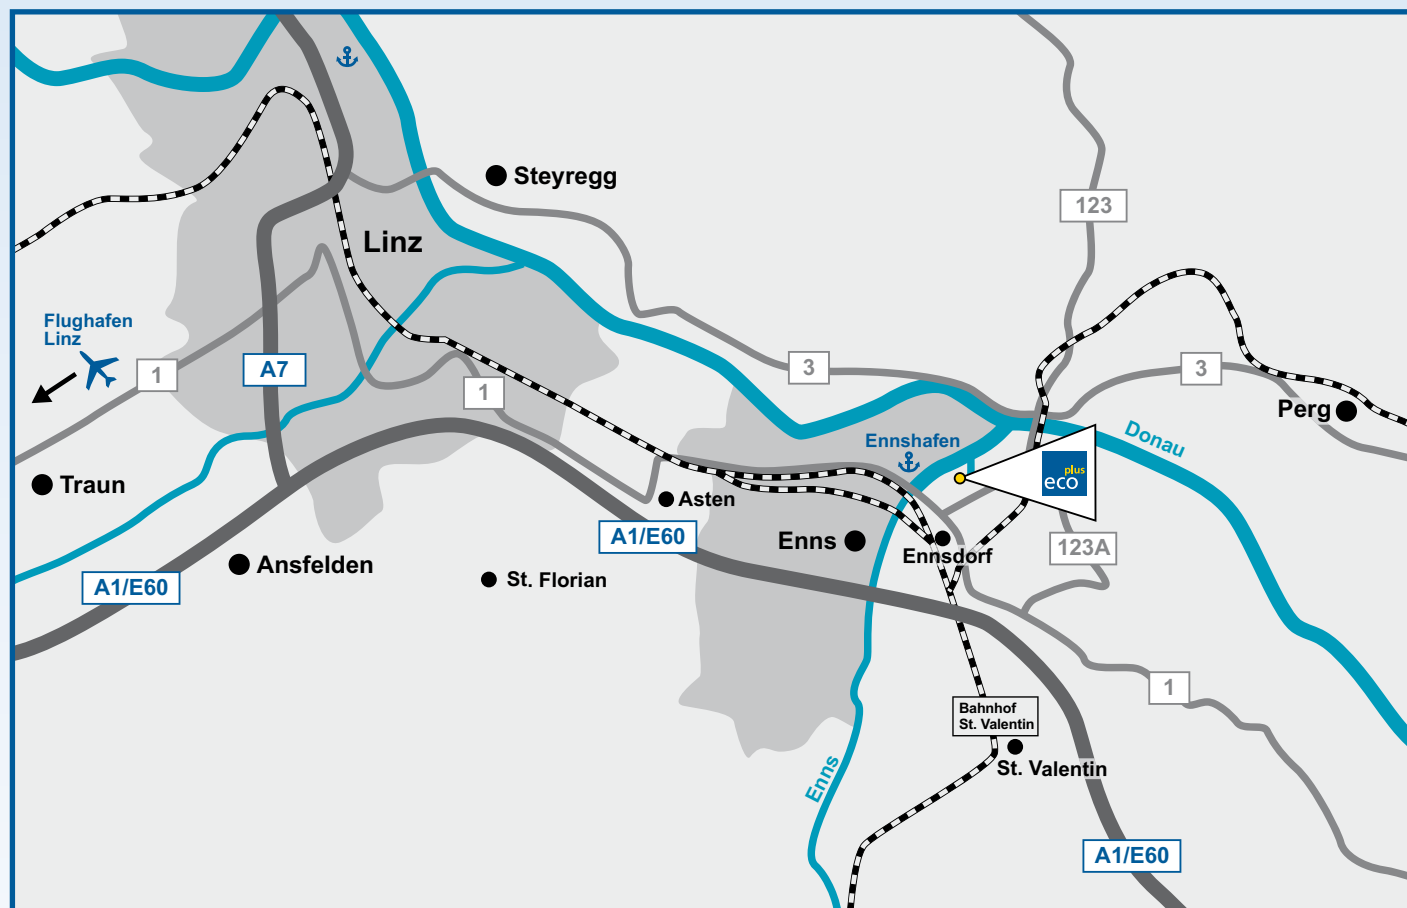 Steyregg
123
Linz
Flughafen
Linz
1
A7
3
3
1
Perg
Donau
Ennshafen
plus
eco
Traun
Asten
A1/E60
Enns
Ennsdorf
123A
Ansfelden
A1/E60
St. Florian
1
Bahnhof
St. Valentin
St. Valentin
Enns
A1/E60